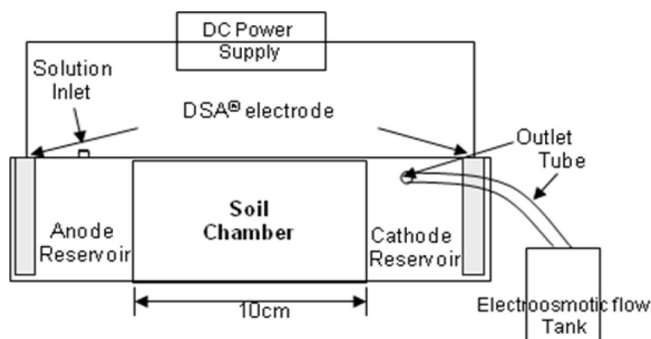 DC Power
Supply
Solution
Inlet
DSA® electrode
Outlet
Tube
Anode
Reservoir
Soil
Chamber
Cathode
Reservoir
10cm
Electroosmotic flow
Tank